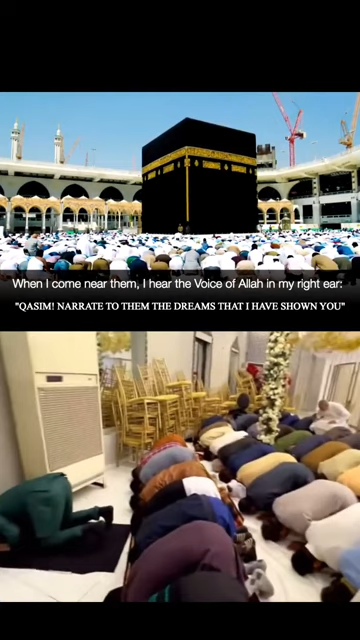 When I come near them, I hear the Voice of Allah in my right ear:
"QASIM! NARRATE TO THEM THE DREAMS THAT I HAVE SHOWN YOU"